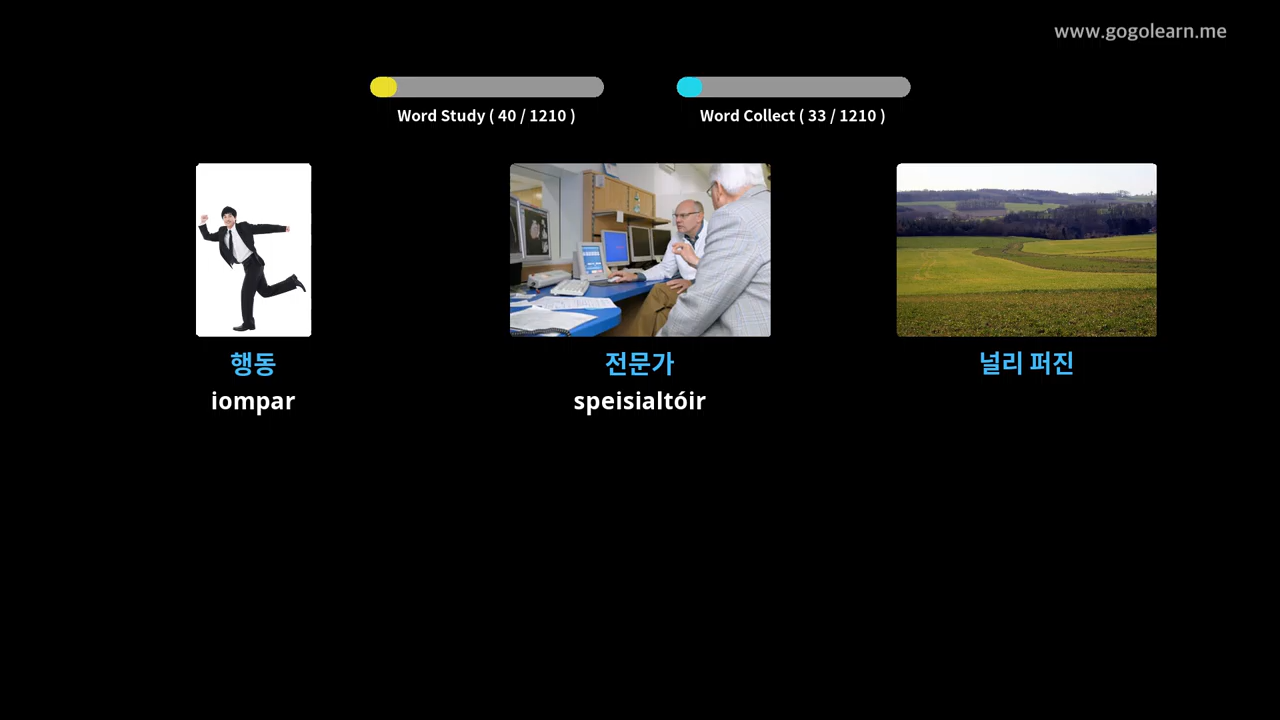 www.gogolearn.me
Word Study ( 40 / 1210 )
Word Collect ( 33 / 1210 )
행동
iompar
전문가
speisialtóir
널리 퍼진